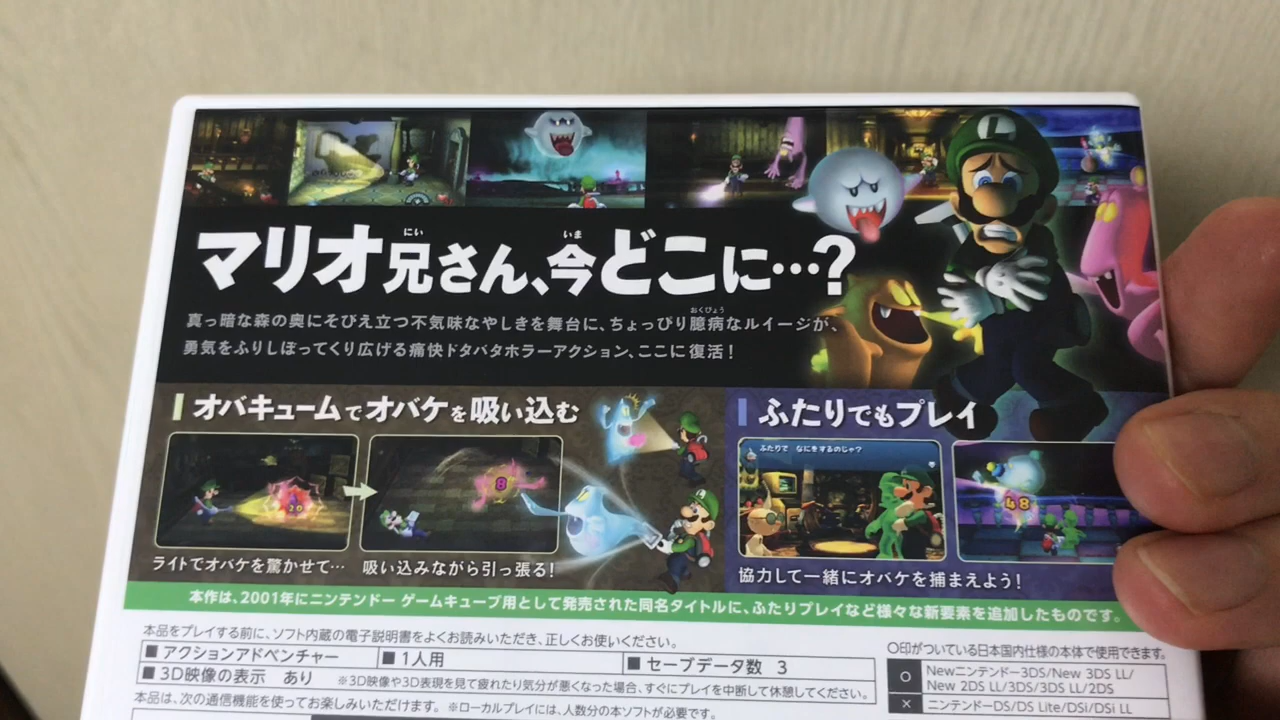 マリオ兄さん、今どこに…?
にい
いま
真っ暗な森の奥にそびえ立つ不気味なやしきを舞台に、ちょっぴり臆病なルイージが、
おくびょう
勇気をふりしぼってくり広げる痛快ドタバタホラーアクション、ここに復活!
オバキュームでオバケを吸い込む
ふたりでもプレイ
ふたりで なにをするのじゃ?
20
8
48
L
ライトでオバケを驚かせて… 吸い込みながら引っ張る!
協力して一緒にオバケを捕まえよう!
本作は、2001年にニンテンドー ゲームキューブ用として発売された同名タイトルに、ふたりプレイなど様々な新要素を追加したものです。
本品をプレイする前に、ソフト内蔵の電子説明書をよくお読みいただき、正しくお使いください。
■ アクションアドベンチャー ■ 1人用 ■ セーブデータ数 3
■ 3D映像の表示 あり ※3D映像や3D表現を見て疲れたり気分が悪くなった場合、すぐにプレイを中断して休憩してください。
本品は、次の通信機能を使ってお楽しみいただけます。 ※ローカルプレイには、人数分の本ソフトが必要です。
○印がついている日本国内仕様の本体で使用できます。
○ Newニンテンドー3DS/New 3DS LL/
New 2DS LL/3DS/3DS LL/2DS
× ニンテンドーDS/DS Lite/DSi/DSi LL